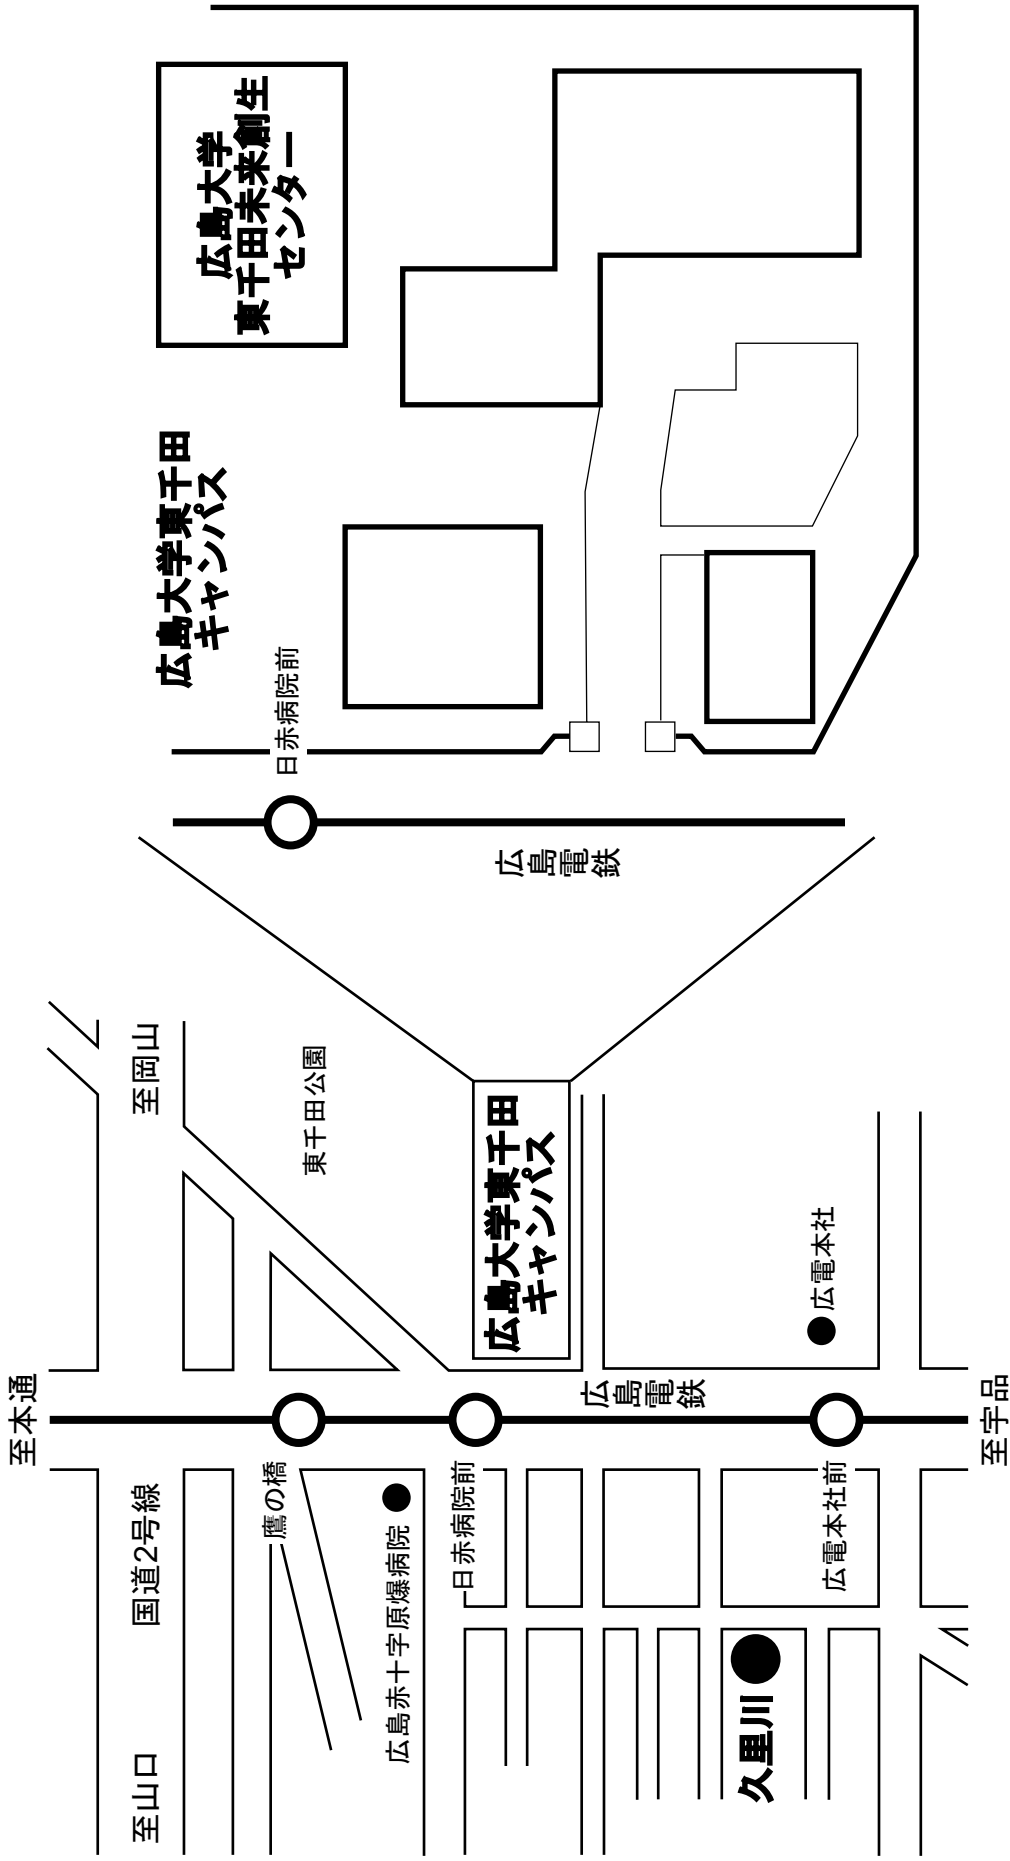 広島大学
東千田未来創生
センター
広島大学東千田
キャンパス
日赤病院前
広島電鉄
至岡山
東千田公園
広島大学東千田
キャンパス
広電本社
至本通
広島電鉄
至宇品
国道2号線
鷹の橋
広島赤十字原爆病院
日赤病院前
広電本社前
至山口
久里川